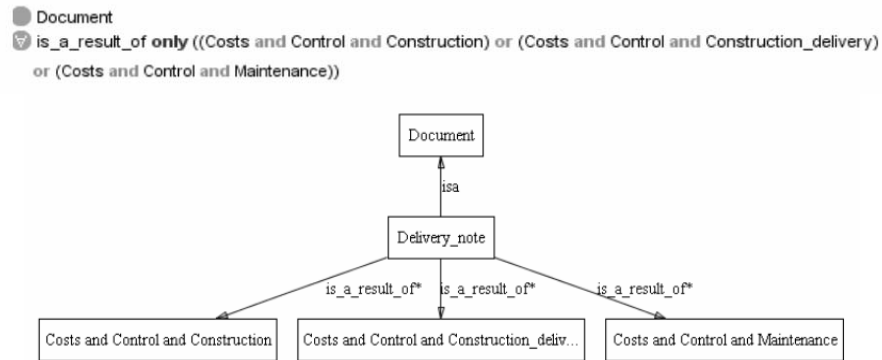 Document
is_a_result_of only ((Costs and Control and Construction) or (Costs and Control and Construction_delivery)
or (Costs and Control and Maintenance))
Document
isa
Delivery_note
is_a_result_of* is_a_result_of* is_a_result_of*
Costs and Control and Construction Costs and Control and Construction_deliv... Costs and Control and Maintenance